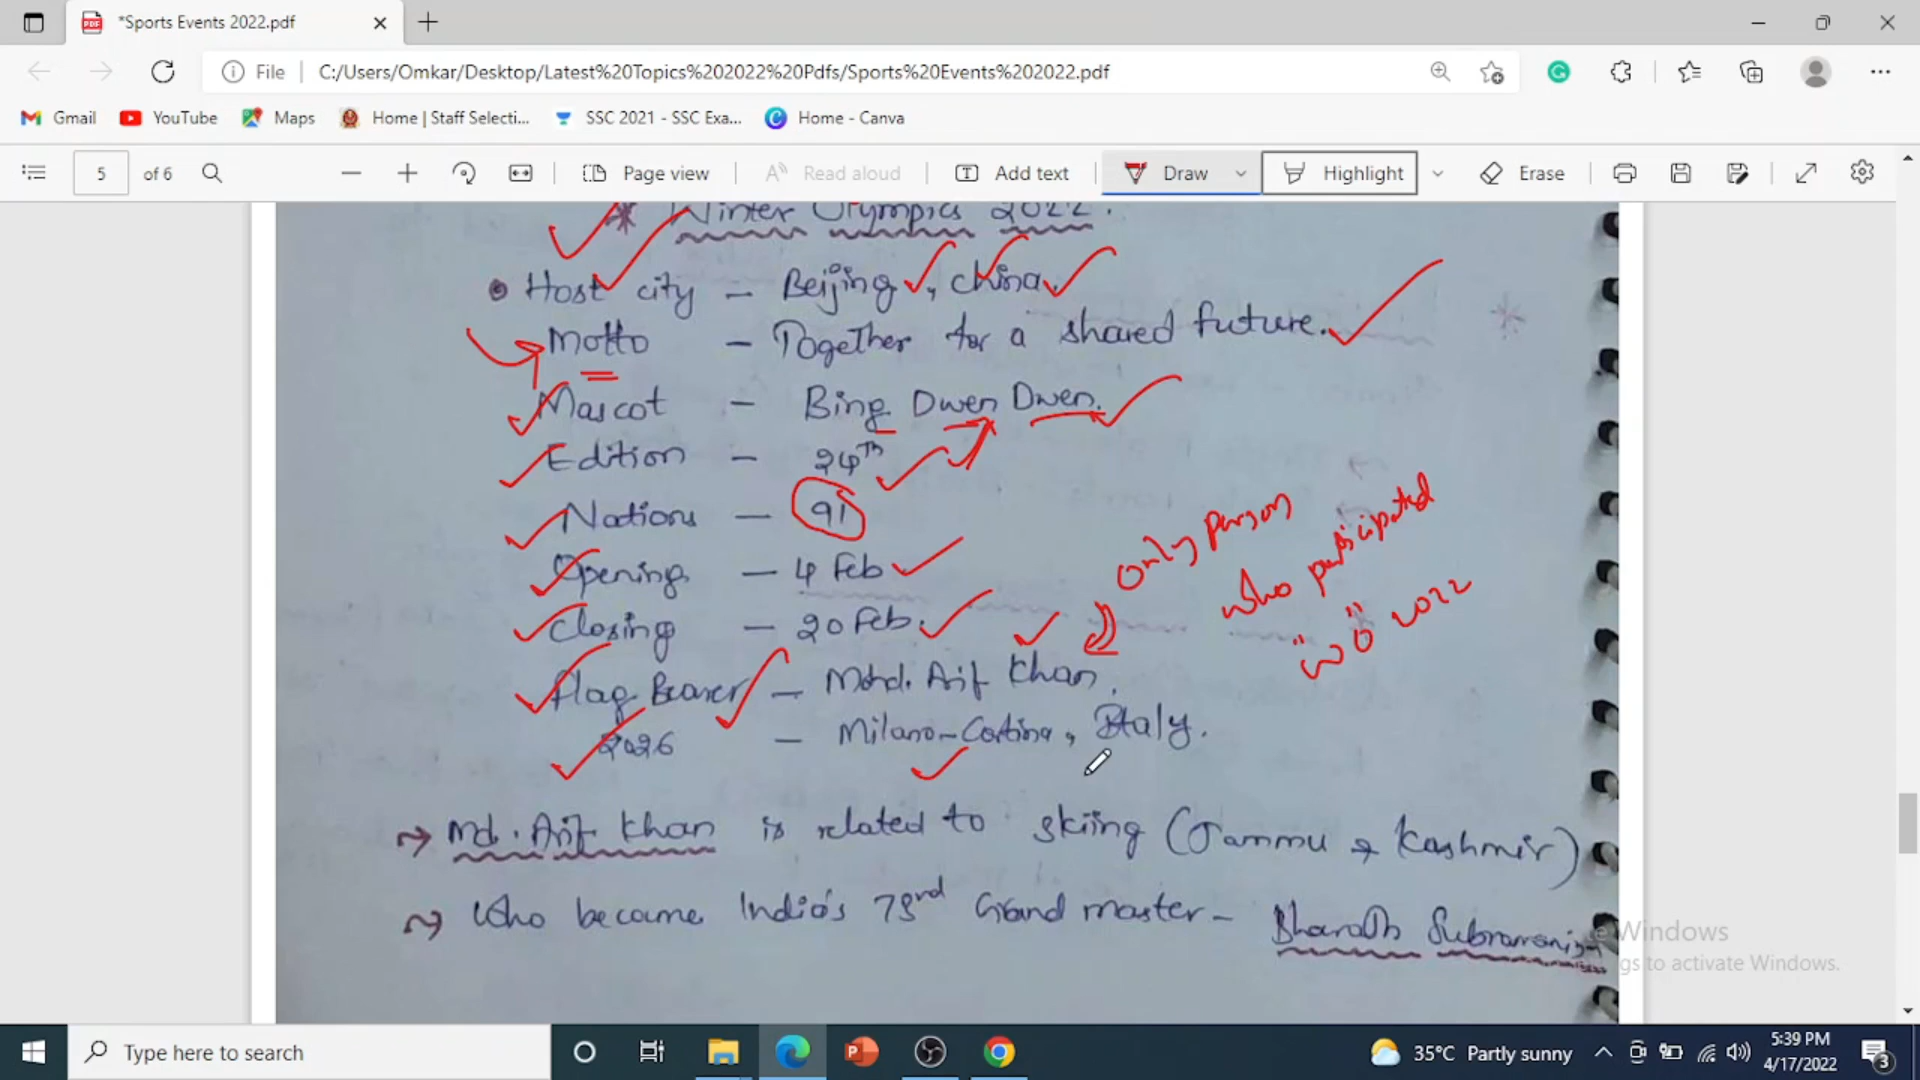 *Sports Events 2022.pdf
File C:/Users/Omkar/Desktop/Latest%20Topics%202022%20Pdfs/Sports%20Events%202022.pdf
Gmail YouTube Maps Home | Staff Selecti... SSC 2021 - SSC Exa... Home - Canva
5 of 6 Page view Read aloud Add text Draw Highlight Erase
* Winter Olympics 2022.
Host city - Beijing, China.
Motto - Together for a shared future.
Mascot - Bing Dwen Dwen.
Edition - 24th
Nations - 91
Opening - 4 Feb
Closing - 20 Feb.
Flag Bearer - Mohd. Arif Khan.
2026 - Milano-Cortina, Italy.
only person
who participated
"WO" 2022
Md. Arif Khan is related to skiing (Jammu & Kashmir)
Who became India's 73rd Grand master - Bharath Subramaniam
Windows
gs to activate Windows.
Type here to search
35°C Partly sunny
5:39 PM
4/17/2022
3